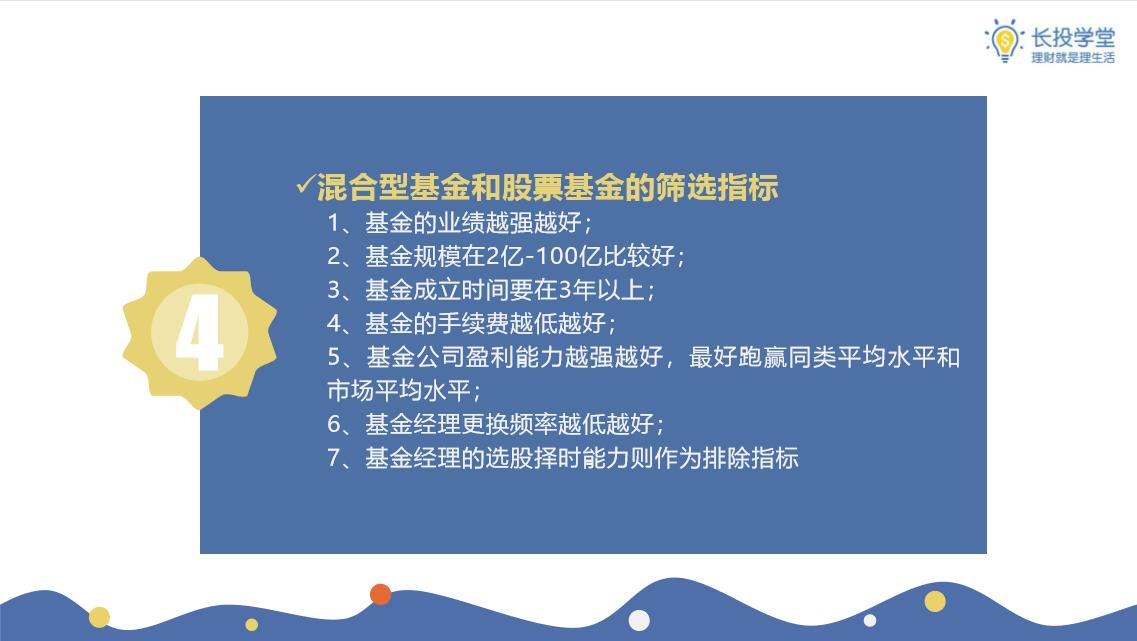 长投学堂
理财就是理生活
✓混合型基金和股票基金的筛选指标
1、基金的业绩越强越好；
2、基金规模在2亿-100亿比较好；
3、基金成立时间要在3年以上；
4、基金的手续费越低越好；
5、基金公司盈利能力越强越好，最好跑赢同类平均水平和
市场平均水平；
6、基金经理更换频率越低越好；
7、基金经理的选股择时能力则作为排除指标
4